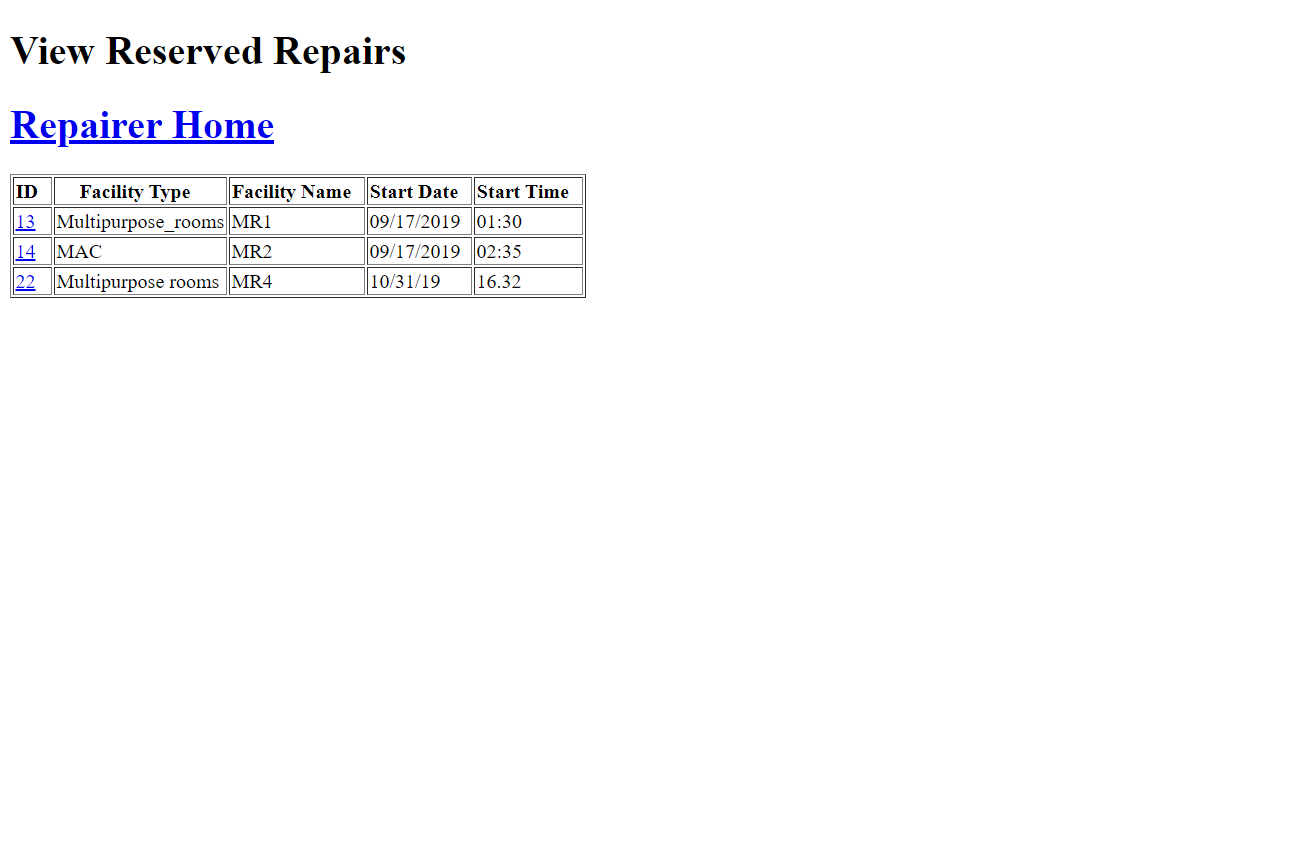 View Reserved Repairs
Repairer Home
ID Facility Type Facility Name Start Date Start Time
13 Multipurpose_rooms MR1 09/17/2019 01:30
14 MAC MR2 09/17/2019 02:35
22 Multipurpose rooms MR4 10/31/19 16.32